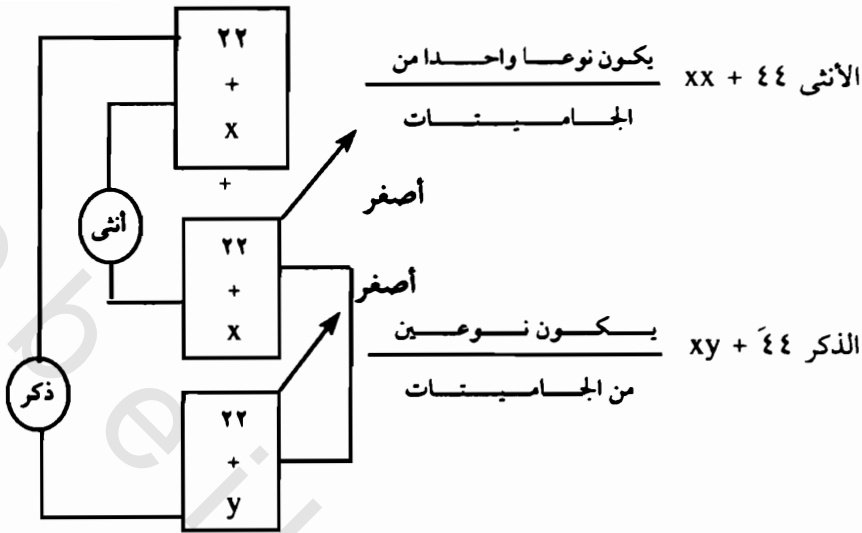 الأنثى ٤٤ + xx
يكون نوعا واحدا من
الجاميتات
٢٢
+
x
+
أصفر
أنثى
٢٢
+
x
أصفر
الذكر ٤٤ + xy
يكون نوعين
من الجاميتات
ذكر
٢٢
+
y